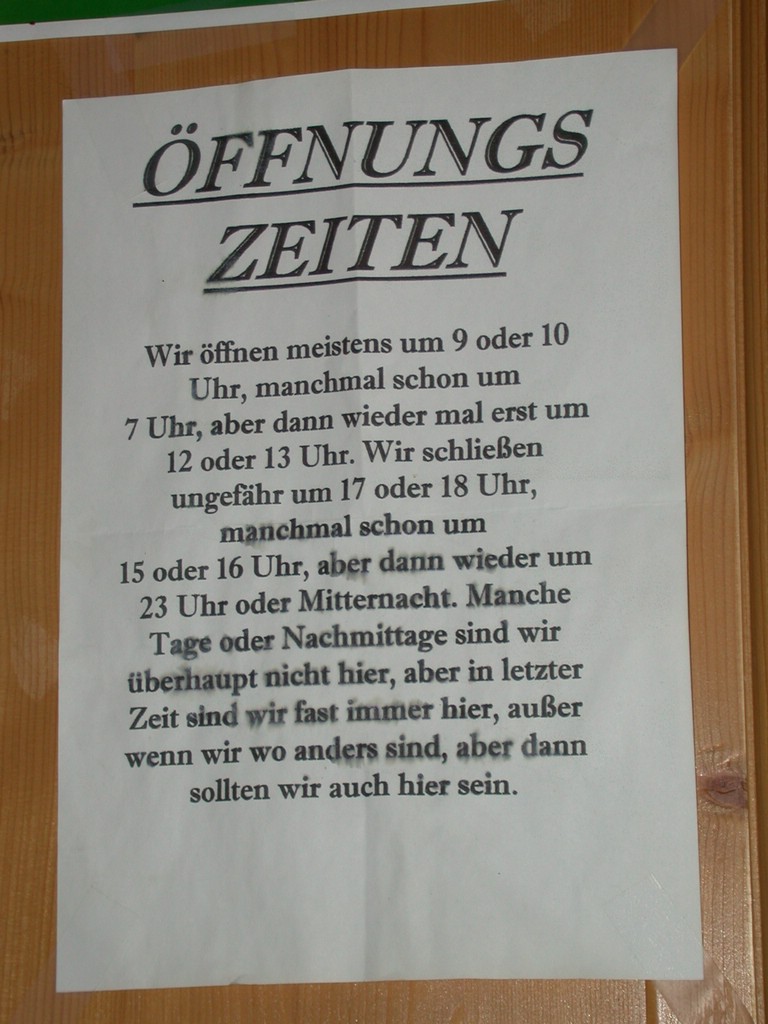 ÖFFNUNGS
ZEITEN
Wir öffnen meistens um 9 oder 10
Uhr, manchmal schon um
7 Uhr, aber dann wieder mal erst um
12 oder 13 Uhr. Wir schließen
ungefähr um 17 oder 18 Uhr,
manchmal schon um
15 oder 16 Uhr, aber dann wieder um
23 Uhr oder Mitternacht. Manche
Tage oder Nachmittage sind wir
überhaupt nicht hier, aber in letzter
Zeit sind wir fast immer hier, außer
wenn wir wo anders sind, aber dann
sollten wir auch hier sein.